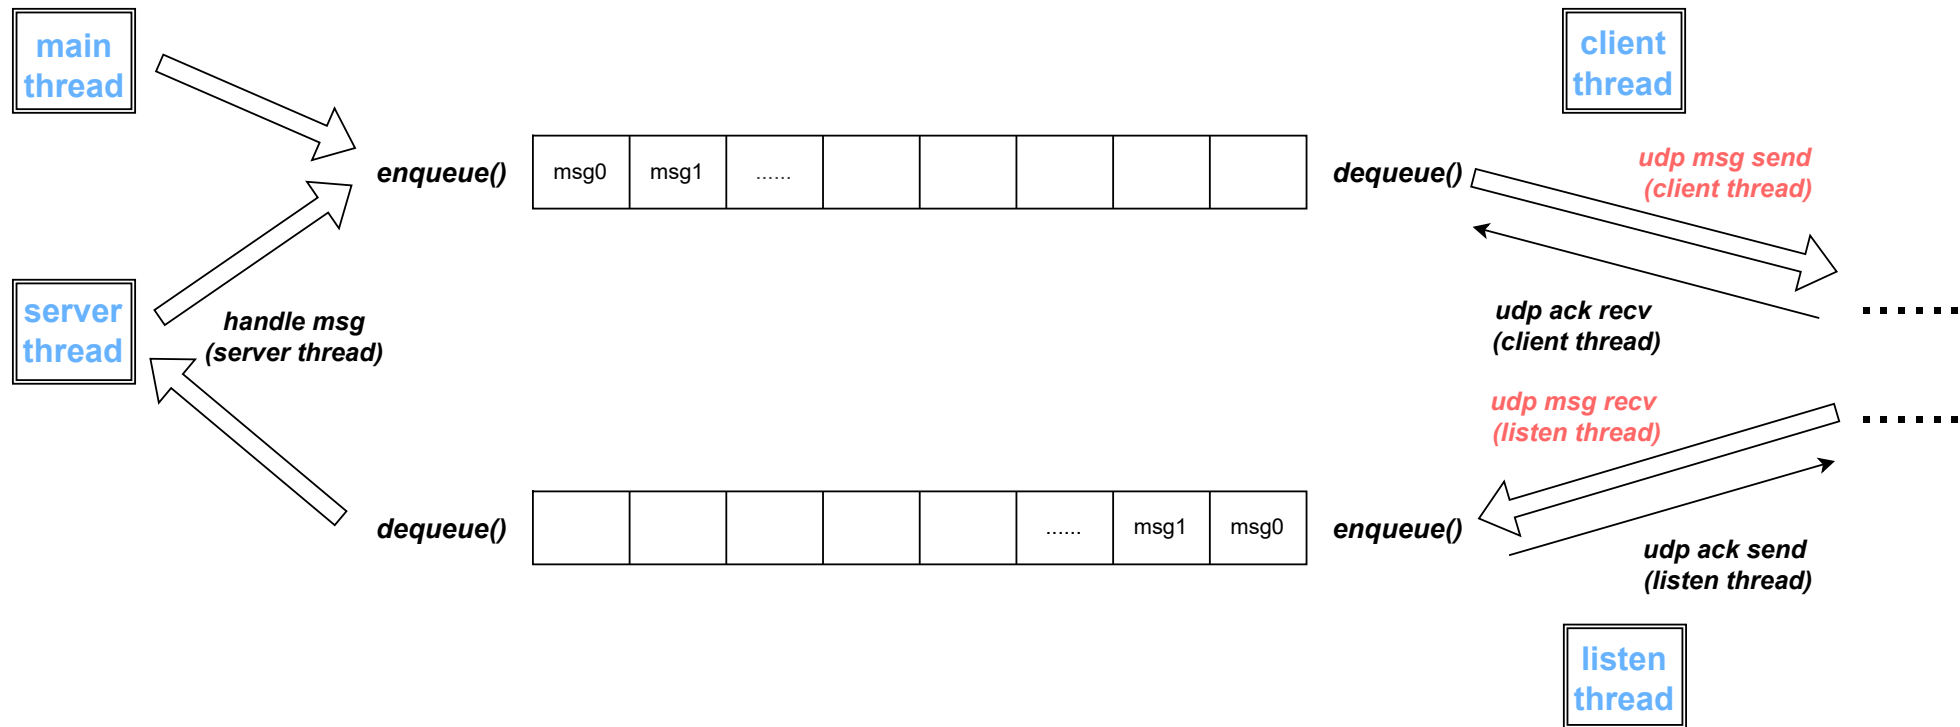 main
thread
client
thread
enqueue()
msg0
msg1
......
dequeue()
udp msg send
(client thread)
server
thread
handle msg
(server thread)
udp ack recv
(client thread)
udp msg recv
(listen thread)
dequeue()
......
msg1
msg0
enqueue()
udp ack send
(listen thread)
listen
thread